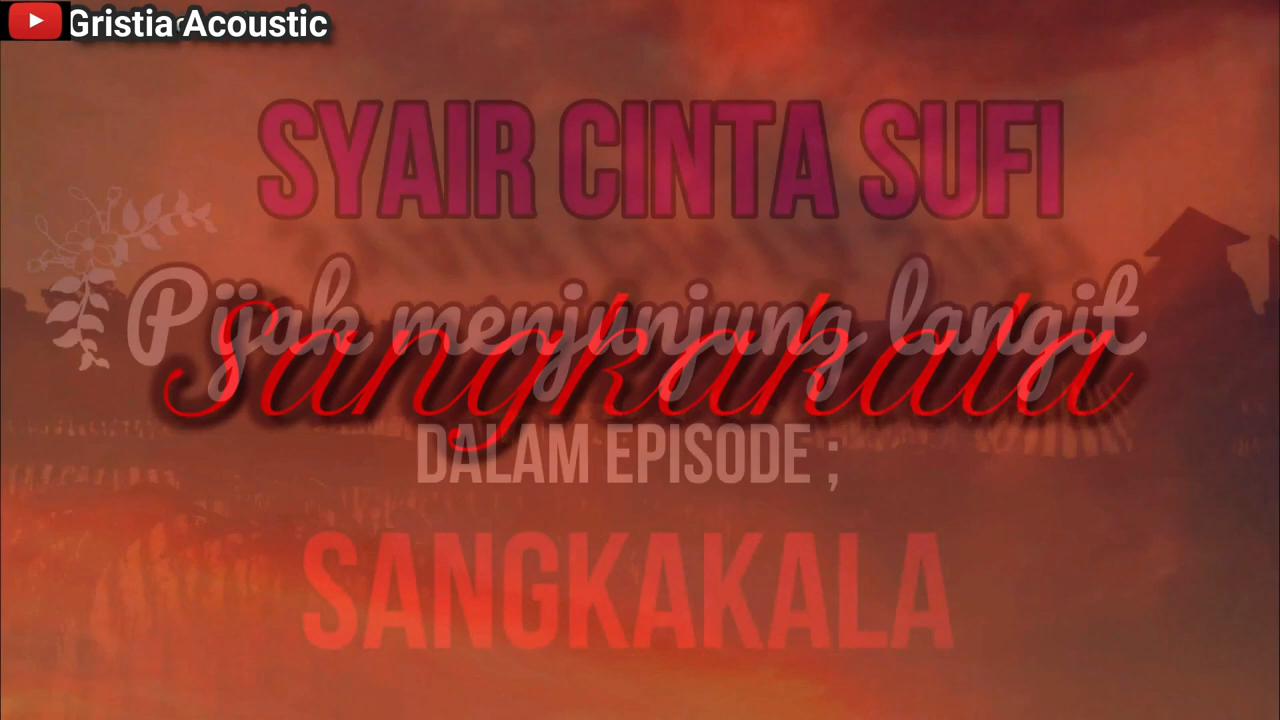 Gristia Acoustic
SYAIR CINTA SUFI
Pijak menjunjung langit
Sangkakala
DALAM EPISODE ;
SANGKAKALA